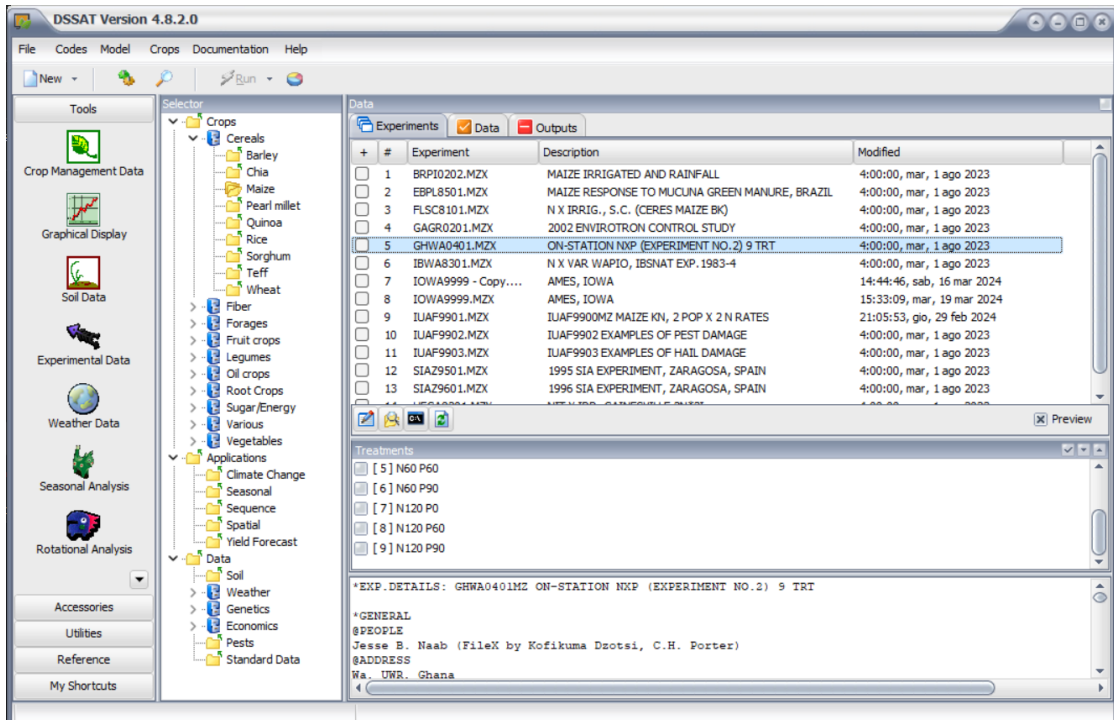 DSSAT Version 4.8.2.0
File Codes Model Crops Documentation Help
New Run
Tools
Crop Management Data
Graphical Display
Soil Data
Experimental Data
Weather Data
Seasonal Analysis
Rotational Analysis
Accessories
Utilities
Reference
My Shortcuts
Selector
Crops
Cereals
Barley
Chia
Maize
Pearl millet
Quinoa
Rice
Sorghum
Teff
Wheat
Fiber
Forages
Fruit crops
Legumes
Oil crops
Root Crops
Sugar/Energy
Various
Vegetables
Applications
Climate Change
Seasonal
Sequence
Spatial
Yield Forecast
Data
Soil
Weather
Genetics
Economics
Pests
Standard Data
Data
Experiments Data Outputs
+ # Experiment Description Modified
1 BRPI0202.MZX MAIZE IRRIGATED AND RAINFALL 4:00:00, mar, 1 ago 2023
2 EBPL8501.MZX MAIZE RESPONSE TO MUCUNA GREEN MANURE, BRAZIL 4:00:00, mar, 1 ago 2023
3 FLSC8101.MZX N X IRRIG., S.C. (CERES MAIZE BK) 4:00:00, mar, 1 ago 2023
4 GAGR0201.MZX 2002 ENVIROTRON CONTROL STUDY 4:00:00, mar, 1 ago 2023
5 GHWA0401.MZX ON-STATION NXP (EXPERIMENT NO.2) 9 TRT 4:00:00, mar, 1 ago 2023
6 IBWA8301.MZX N X VAR WAPIO, IBSNAT EXP.1983-4 4:00:00, mar, 1 ago 2023
7 IOWA9999 - Copy.... AMES, IOWA 14:44:46, sab, 16 mar 2024
8 IOWA9999.MZX AMES, IOWA 15:33:09, mar, 19 mar 2024
9 IUAF9901.MZX IUAF9900MZ MAIZE KN, 2 POP X 2 N RATES 21:05:53, gio, 29 feb 2024
10 IUAF9902.MZX IUAF9902 EXAMPLES OF PEST DAMAGE 4:00:00, mar, 1 ago 2023
11 IUAF9903.MZX IUAF9903 EXAMPLES OF HAIL DAMAGE 4:00:00, mar, 1 ago 2023
12 SIAZ9501.MZX 1995 SIA EXPERIMENT, ZARAGOSA, SPAIN 4:00:00, mar, 1 ago 2023
13 SIAZ9601.MZX 1996 SIA EXPERIMENT, ZARAGOSA, SPAIN 4:00:00, mar, 1 ago 2023
Preview
Treatments
[ 5 ] N60 P60
[ 6 ] N60 P90
[ 7 ] N120 P0
[ 8 ] N120 P60
[ 9 ] N120 P90
*EXP.DETAILS: GHWA0401MZ ON-STATION NXP (EXPERIMENT NO.2) 9 TRT
*GENERAL
@PEOPLE
Jesse B. Naab (FileX by Kofikuma Dzotsi, C.H. Porter)
@ADDRESS
Wa, UWR, Ghana